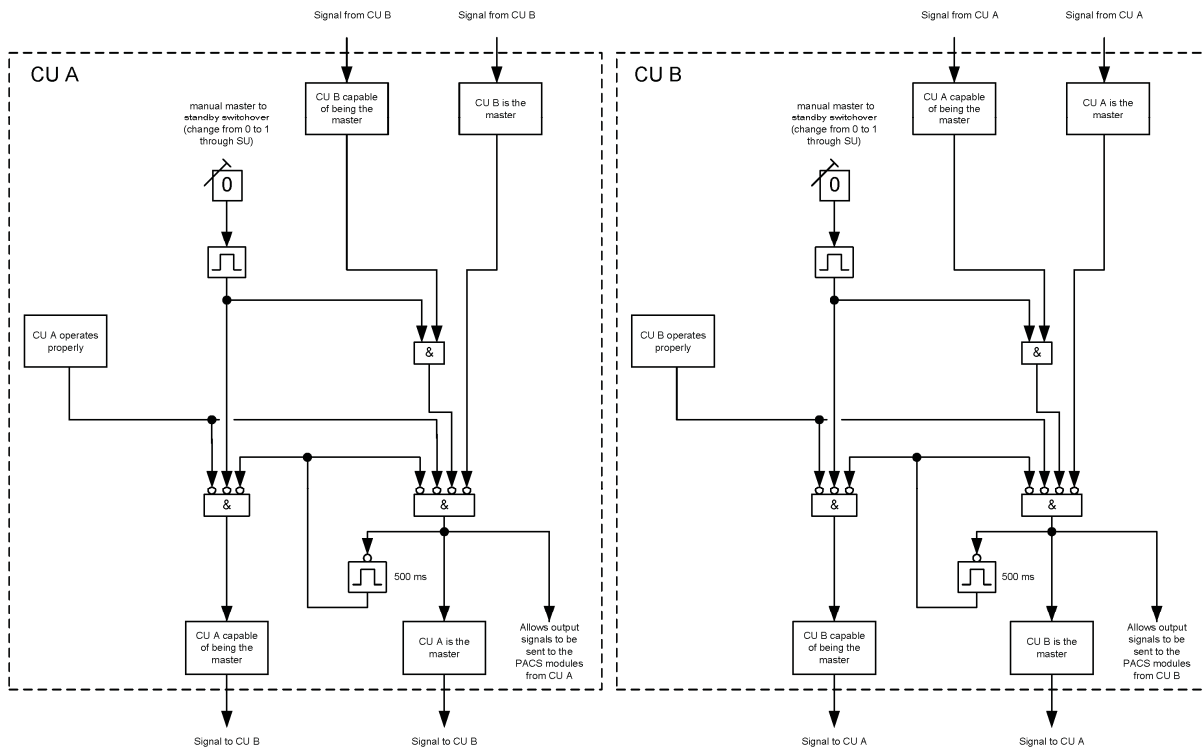 Signal from CU B
Signal from CU B
CU A
CU B capable
of being the
master
CU B is the
master
manual master to
standby switchover
(change from 0 to 1
through SU)
0
CU A operates
properly
&
&
&
500 ms
CU A capable
of being the
master
CU A is the
master
Allows output
signals to be
sent to the
PACS modules
from CU A
Signal to CU B
Signal to CU B
Signal from CU A
Signal from CU A
CU B
CU A capable
of being the
master
CU A is the
master
manual master to
standby switchover
(change from 0 to 1
through SU)
0
CU B operates
properly
&
&
&
500 ms
CU B capable
of being the
master
CU B is the
master
Allows output
signals to be
sent to the
PACS modules
from CU B
Signal to CU A
Signal to CU A